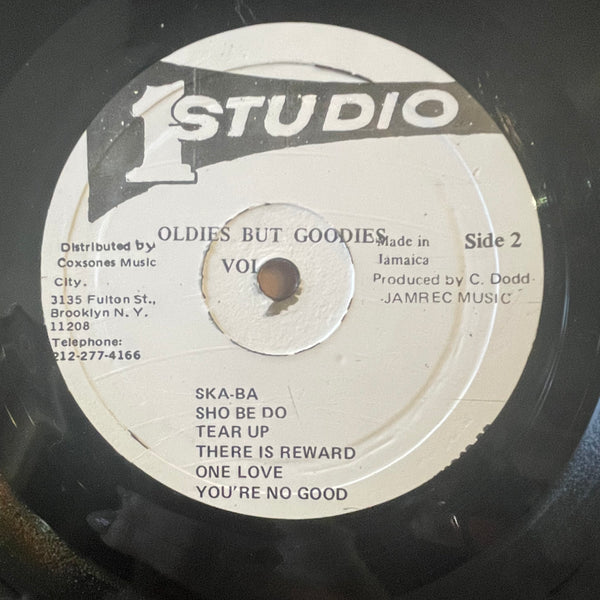 1 STUDIO
OLDIES BUT GOODIES
VOL
Distributed by
Coxsones Music
City.
3135 Fulton St.,
Brooklyn N. Y.
11208
Telephone:
212-277-4166
Made in
Jamaica
Side 2
Produced by C. Dodd
JAMREC MUSIC
SKA-BA
SHO BE DO
TEAR UP
THERE IS REWARD
ONE LOVE
YOU'RE NO GOOD